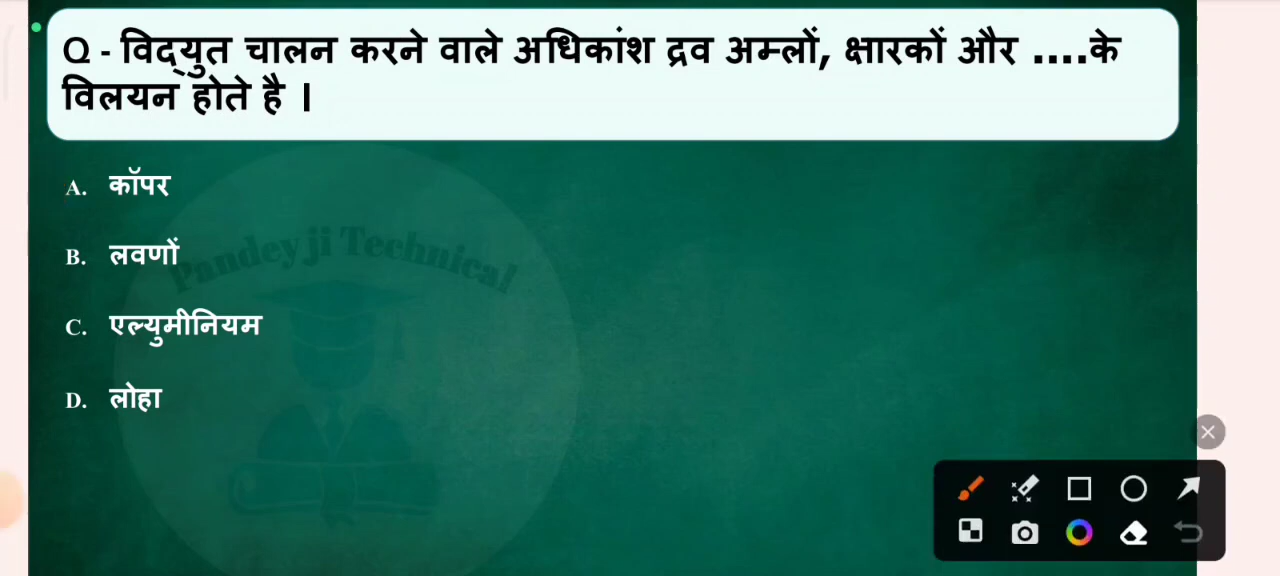 Q - विद्युत चालन करने वाले अधिकांश द्रव अम्लों, क्षारकों और ....के
विलयन होते है ।
A. कॉपर
B. लवणों
Pandey ji Technical
C. एल्युमीनियम
D. लोहा